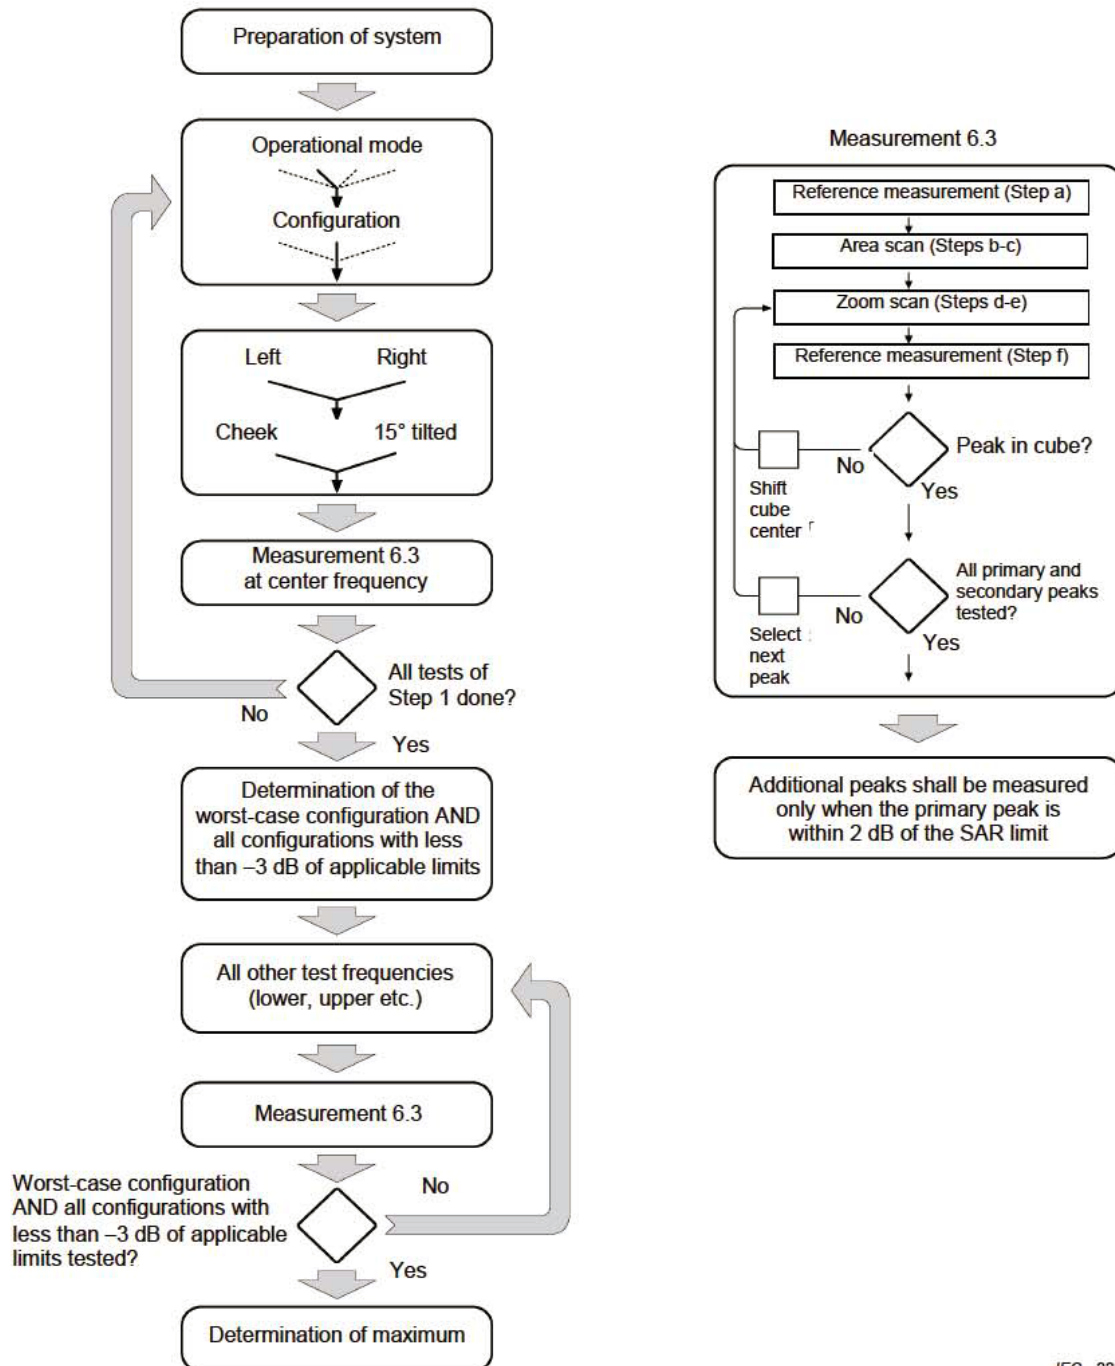 Preparation of system
Operational mode
Configuration
Left Right
Cheek 15° tilted
Measurement 6.3
at center frequency
All tests of
Step 1 done?
No
Yes
Determination of the
worst-case configuration AND
all configurations with less
than –3 dB of applicable limits
All other test frequencies
(lower, upper etc.)
Measurement 6.3
Worst-case configuration
AND all configurations with
less than –3 dB of applicable
limits tested?
No
Yes
Determination of maximum
Measurement 6.3
Reference measurement (Step a)
Area scan (Steps b-c)
Zoom scan (Steps d-e)
Reference measurement (Step f)
Peak in cube?
No
Yes
Shift
cube
center
All primary and
secondary peaks
tested?
No
Yes
Select
next
peak
Additional peaks shall be measured
only when the primary peak is
within 2 dB of the SAR limit